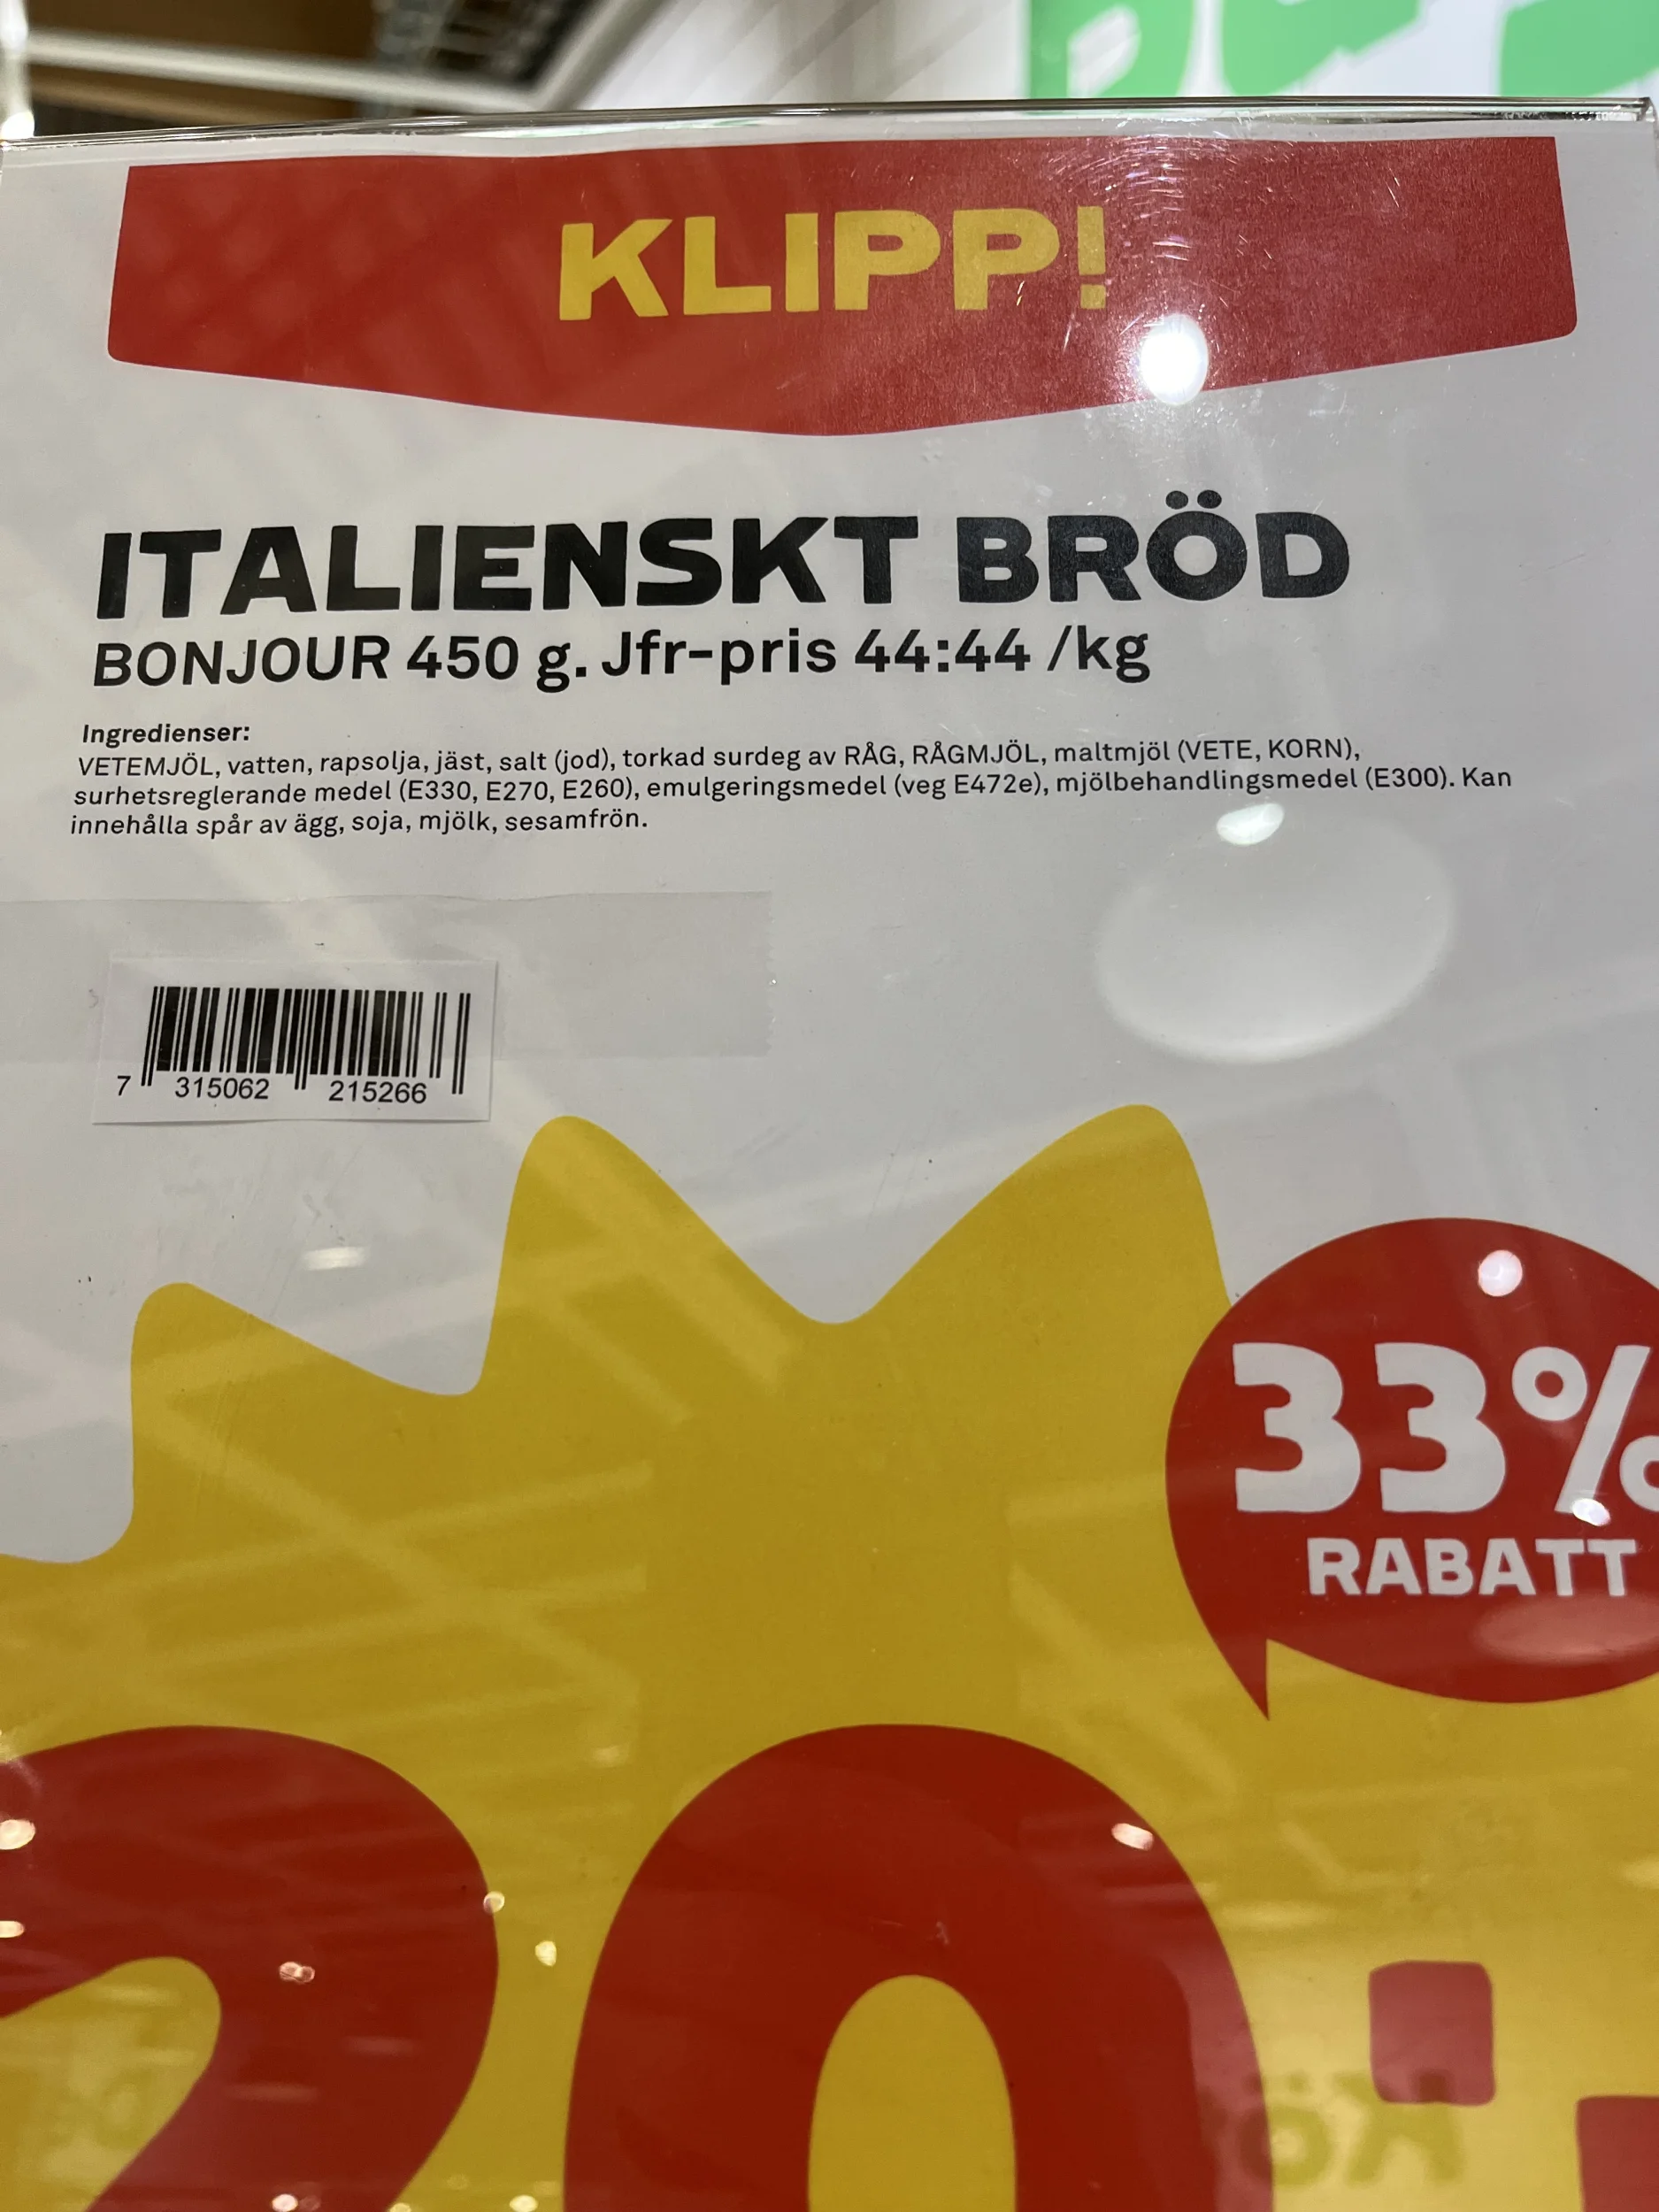 KLIPP!
ITALIENSKT BRÖD
BONJOUR 450 g. Jfr-pris 44:44 /kg
Ingredienser:
VETEMJÖL, vatten, rapsolja, jäst, salt (jod), torkad surdeg av RÅG, RÅGMJÖL, maltmjöl (VETE, KORN),
surhetsreglerande medel (E330, E270, E260), emulgeringsmedel (veg E472e), mjölbehandlingsmedel (E300). Kan
innehålla spår av ägg, soja, mjölk, sesamfrön.
7 315062 215266
33%
RABATT
20:-